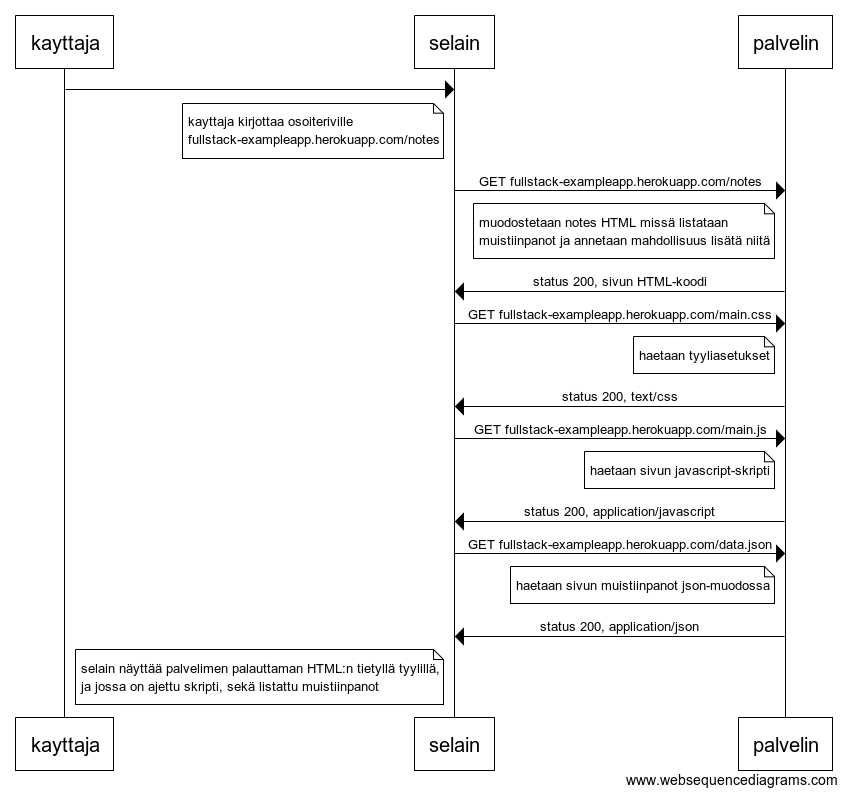 kayttaja
selain
palvelin
kayttaja kirjottaa osoiteriville
fullstack-exampleapp.herokuapp.com/notes
GET fullstack-exampleapp.herokuapp.com/notes
muodostetaan notes HTML missä listataan
muistiinpanot ja annetaan mahdollisuus lisätä niitä
status 200, sivun HTML-koodi
GET fullstack-exampleapp.herokuapp.com/main.css
haetaan tyyliasetukset
status 200, text/css
GET fullstack-exampleapp.herokuapp.com/main.js
haetaan sivun javascript-skripti
status 200, application/javascript
GET fullstack-exampleapp.herokuapp.com/data.json
haetaan sivun muistiinpanot json-muodossa
status 200, application/json
selain näyttää palvelimen palauttaman HTML:n tietyllä tyylillä,
ja jossa on ajettu skripti, sekä listattu muistiinpanot
kayttaja
selain
palvelin
www.websequencediagrams.com